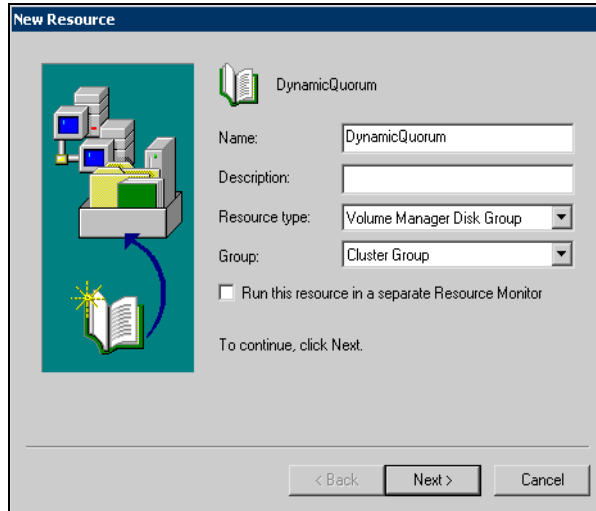 New Resource
DynamicQuorum
Name: DynamicQuorum
Description:
Resource type: Volume Manager Disk Group
Group: Cluster Group
Run this resource in a separate Resource Monitor
To continue, click Next.
< Back Next > Cancel